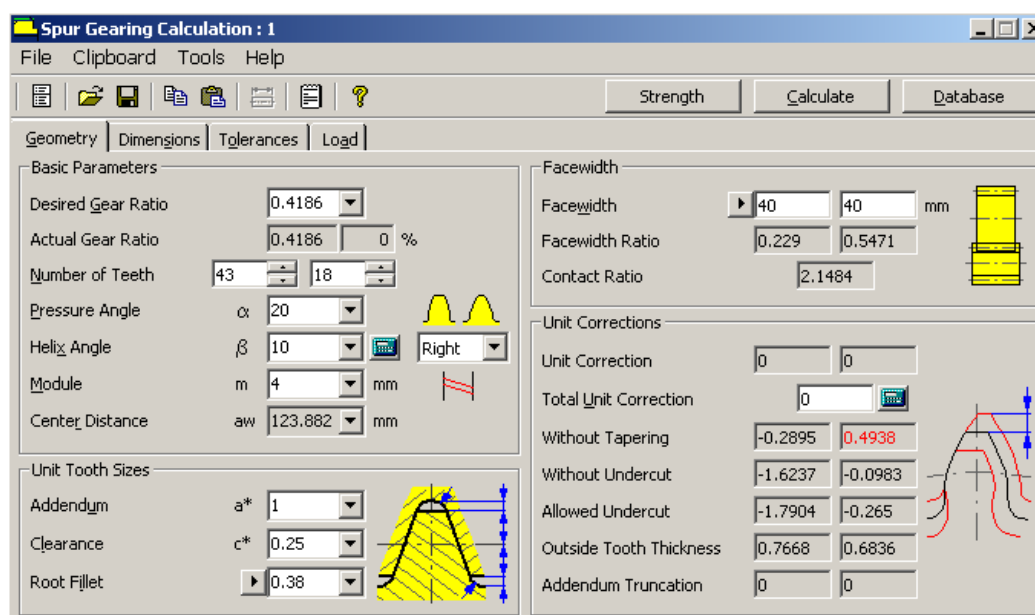 Spur Gearing Calculation : 1
File Clipboard Tools Help
Strength Calculate Database
Geometry Dimensions Tolerances Load
Basic Parameters
Desired Gear Ratio 0.4186
Actual Gear Ratio 0.4186 0 %
Number of Teeth 43 18
Pressure Angle α 20
Helix Angle β 10 Right
Module m 4 mm
Center Distance aw 123.882 mm
Unit Tooth Sizes
Addendum a* 1
Clearance c* 0.25
Root Fillet 0.38
Facewidth
Facewidth 40 40 mm
Facewidth Ratio 0.229 0.5471
Contact Ratio 2.1484
Unit Corrections
Unit Correction 0 0
Total Unit Correction 0
Without Tapering -0.2895 0.4938
Without Undercut -1.6237 -0.0983
Allowed Undercut -1.7904 -0.265
Outside Tooth Thickness 0.7668 0.6836
Addendum Truncation 0 0